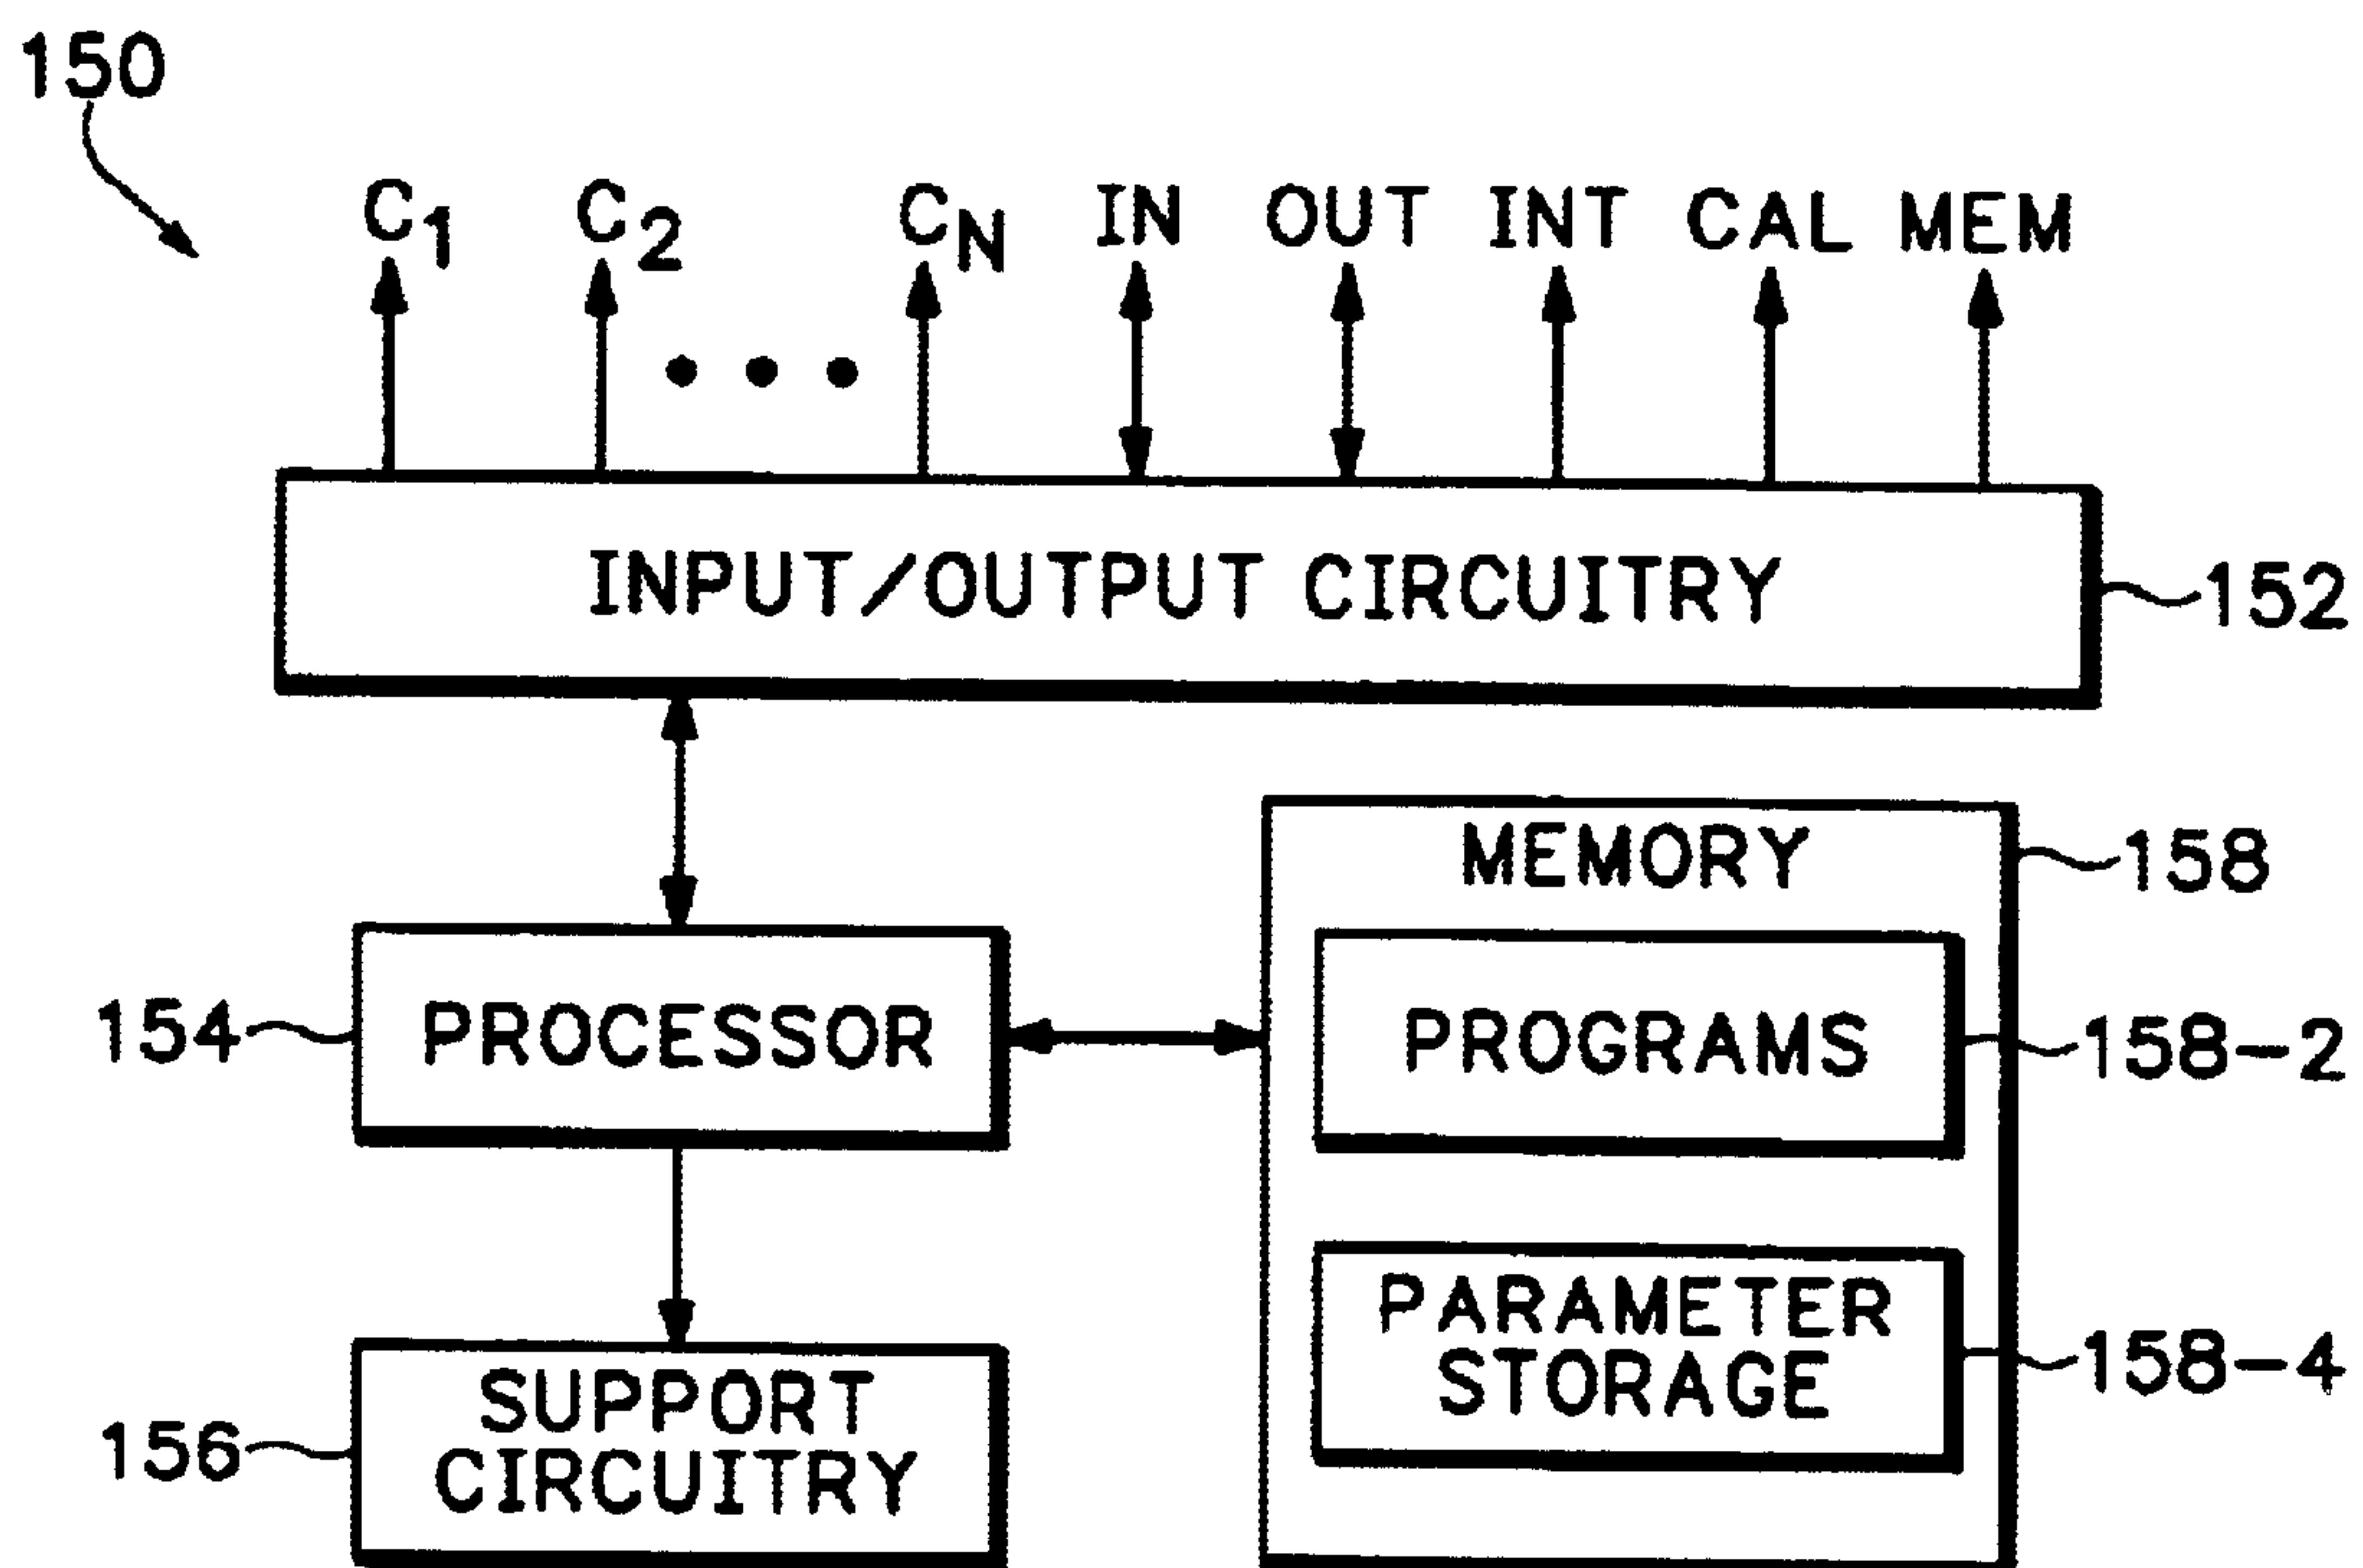 150
C1 C2 CN IN OUT INT CAL MEM
INPUT/OUTPUT CIRCUITRY
152
MEMORY
158
154
PROCESSOR
PROGRAMS
158-2
PARAMETER
STORAGE
158-4
156
SUPPORT
CIRCUITRY